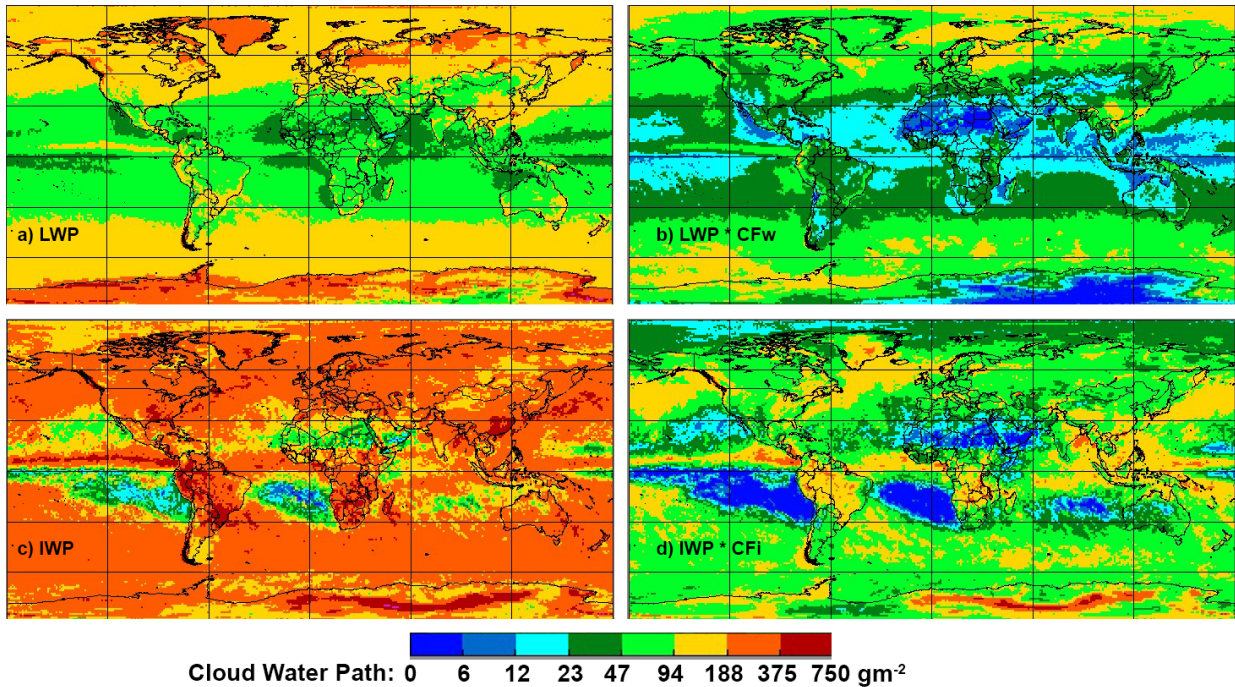 a) LWP
b) LWP * CFw
c) IWP
d) IWP * CFi
Cloud Water Path: 0 6 12 23 47 94 188 375 750 gm-2